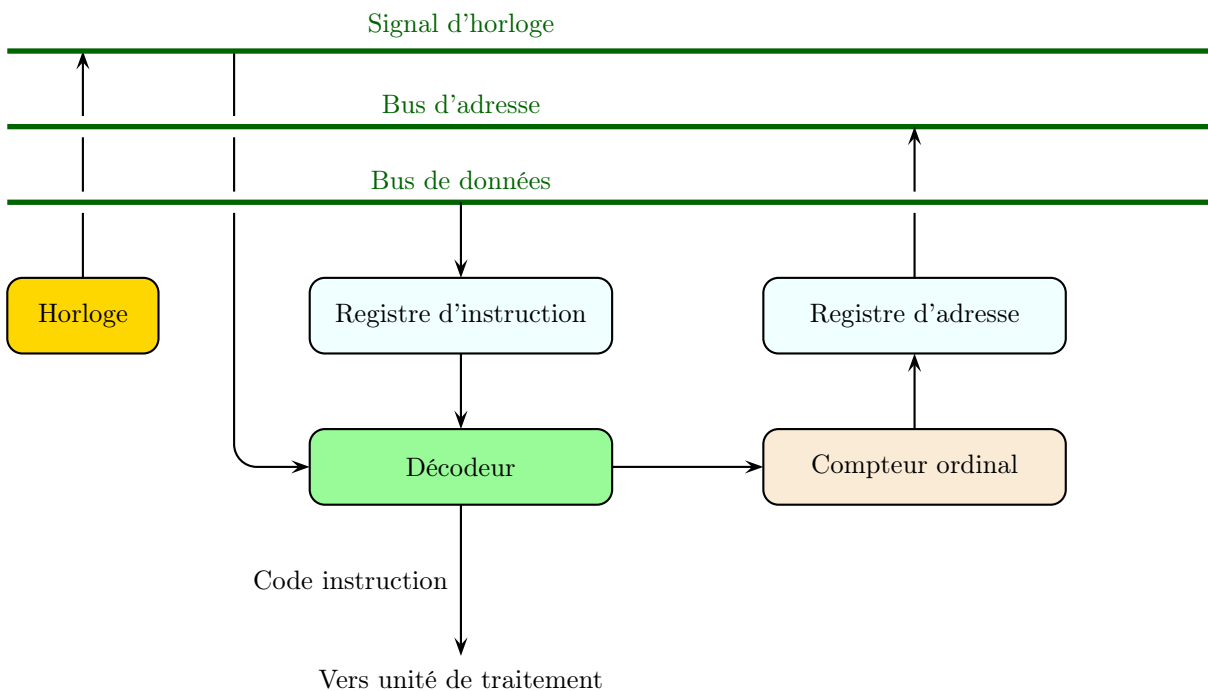 Signal d'horloge
Bus d'adresse
Bus de données
Horloge
Registre d'instruction
Registre d'adresse
Décodeur
Compteur ordinal
Code instruction
Vers unité de traitement